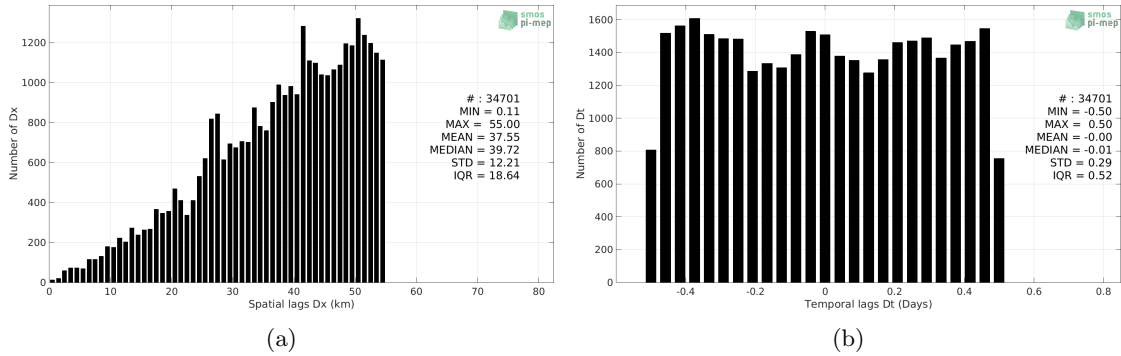 smos
pi-mep
1200
1000
800
600
400
200
0
Number of Dx
# : 34701
MIN = 0.11
MAX = 55.00
MEAN = 37.55
MEDIAN = 39.72
STD = 12.21
IQR = 18.64
0 10 20 30 40 50 60 70 80
Spatial lags Dx (km)
(a)
smos
pi-mep
1600
1400
1200
1000
800
600
400
200
0
Number of Dt
# : 34701
MIN = -0.50
MAX = 0.50
MEAN = -0.00
MEDIAN = -0.01
STD = 0.29
IQR = 0.52
-0.4 -0.2 0 0.2 0.4 0.6 0.8
Temporal lags Dt (Days)
(b)